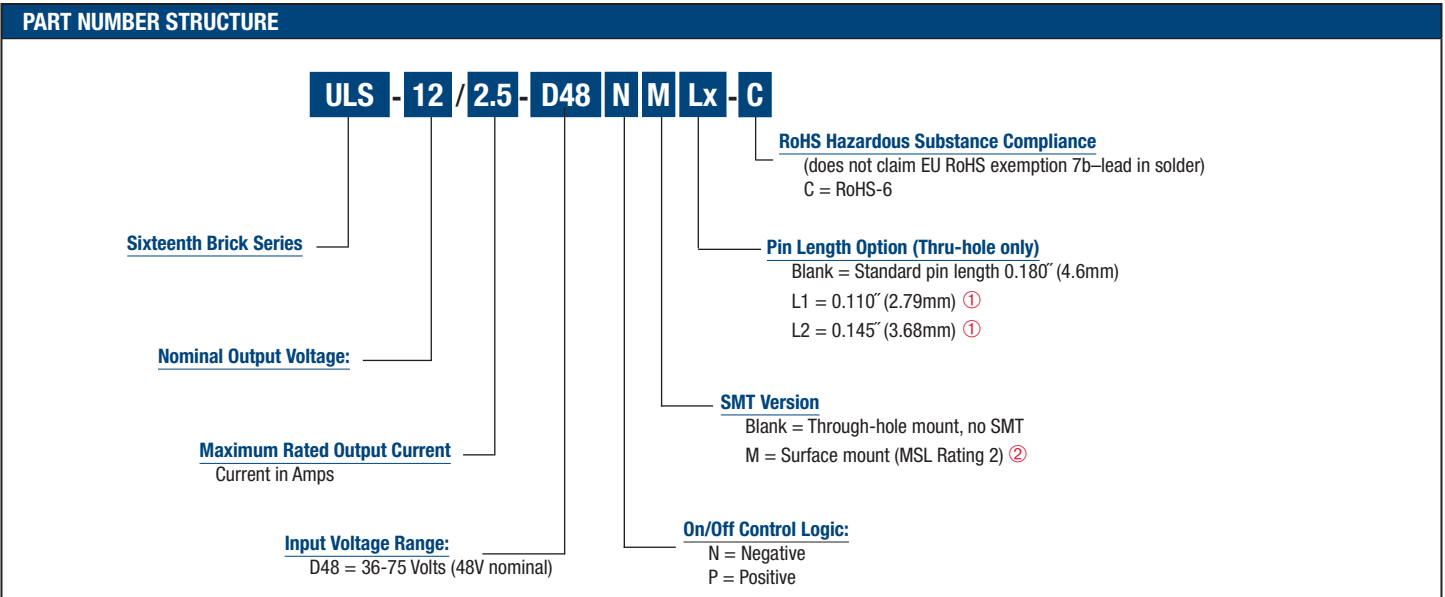 PART NUMBER STRUCTURE
ULS - 12 / 2.5 - D48 N M Lx - C
RoHS Hazardous Substance Compliance
(does not claim EU RoHS exemption 7b–lead in solder)
C = RoHS-6
Sixteenth Brick Series
Pin Length Option (Thru-hole only)
Blank = Standard pin length 0.180˝ (4.6mm)
L1 = 0.110˝ (2.79mm) ①
L2 = 0.145˝ (3.68mm) ①
Nominal Output Voltage:
SMT Version
Blank = Through-hole mount, no SMT
M = Surface mount (MSL Rating 2) ②
Maximum Rated Output Current
Current in Amps
On/Off Control Logic:
N = Negative
P = Positive
Input Voltage Range:
D48 = 36-75 Volts (48V nominal)